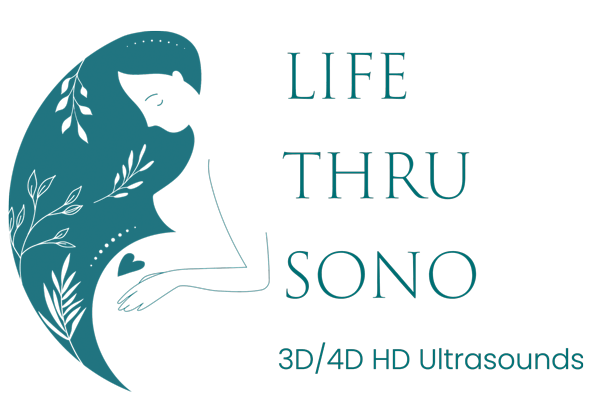 LIFE
THRU
SONO
3D/4D HD Ultrasounds